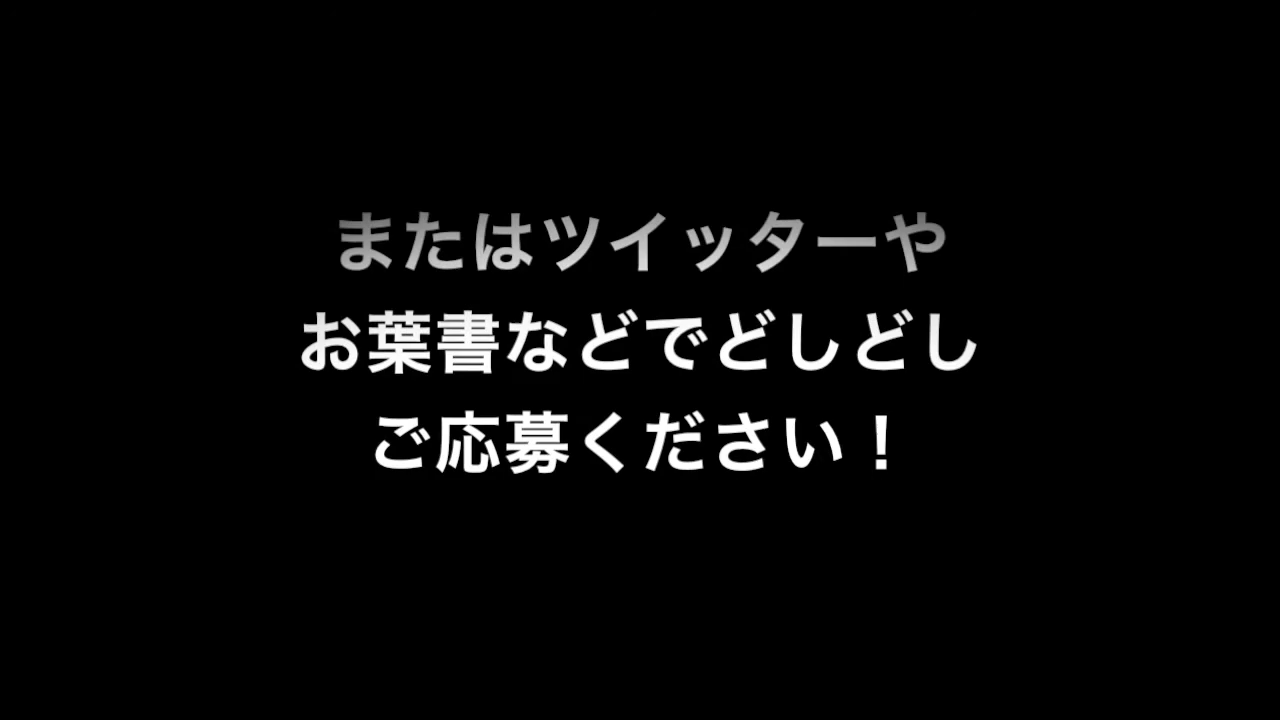 またはツイッターや
お葉書などでどしどし
ご応募ください！